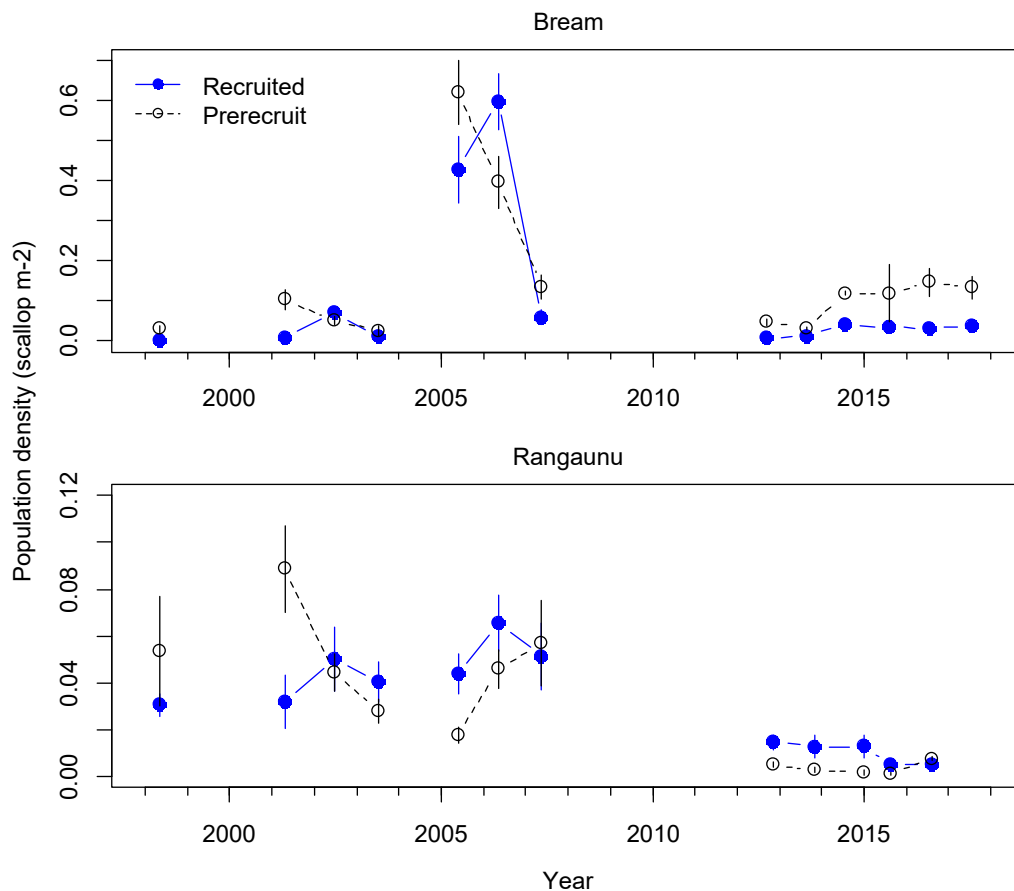 Bream
Recruited
Prerecruit
0.6
0.4
0.2
0.0
2000 2005 2010 2015
Population density (scallop m-2)
Rangaunu
0.12
0.08
0.04
0.00
2000 2005 2010 2015
Year